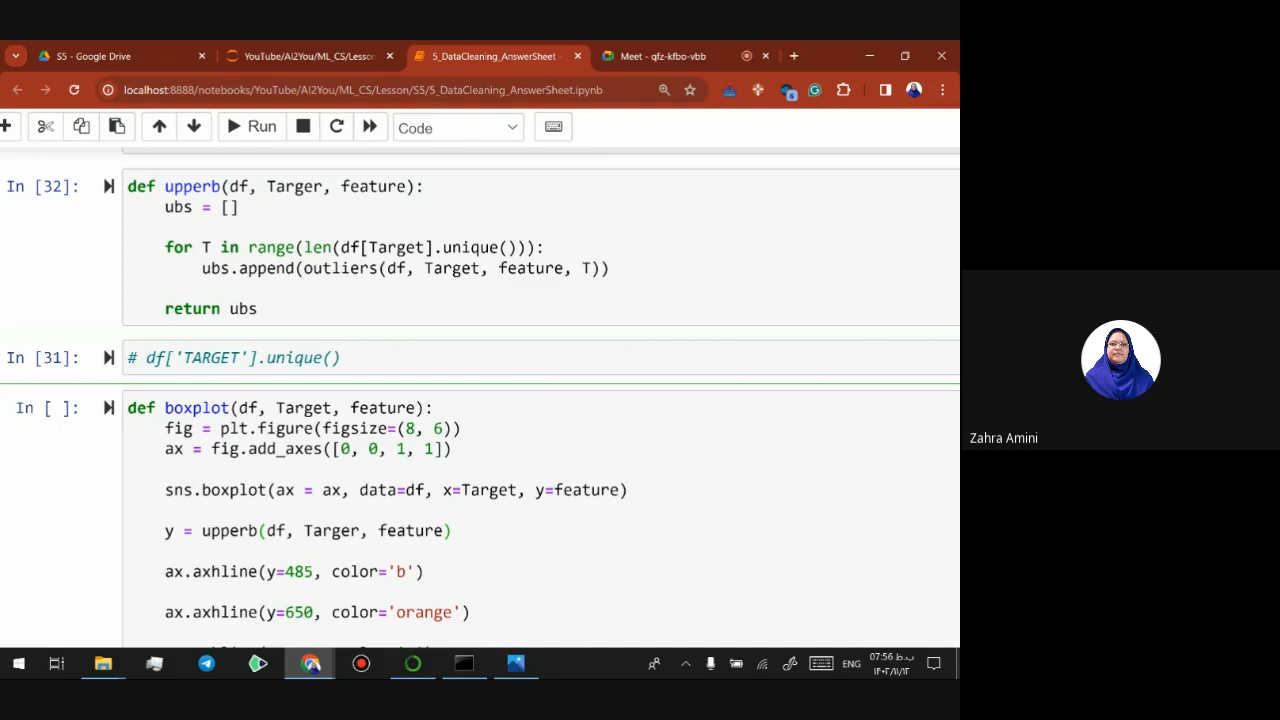 S5 - Google Drive
YouTube/AI2You/ML_CS/Lesson
5_DataCleaning_AnswerSheet -
Meet - qfz-kfbo-vbb
localhost:8888/notebooks/YouTube/AI2You/ML_CS/Lesson/S5/5_DataCleaning_AnswerSheet.ipynb
Run
Code
In [32]:
def upperb(df, Targer, feature):
ubs = []
for T in range(len(df[Target].unique())):
ubs.append(outliers(df, Target, feature, T))
return ubs
In [31]:
# df['TARGET'].unique()
In [ ]:
def boxplot(df, Target, feature):
fig = plt.figure(figsize=(8, 6))
ax = fig.add_axes([0, 0, 1, 1])
sns.boxplot(ax = ax, data=df, x=Target, y=feature)
y = upperb(df, Targer, feature)
ax.axhline(y=485, color='b')
ax.axhline(y=650, color='orange')
Zahra Amini
ENG
07:56 ب.ظ
۱۴۰۲/۱۱/۱۲